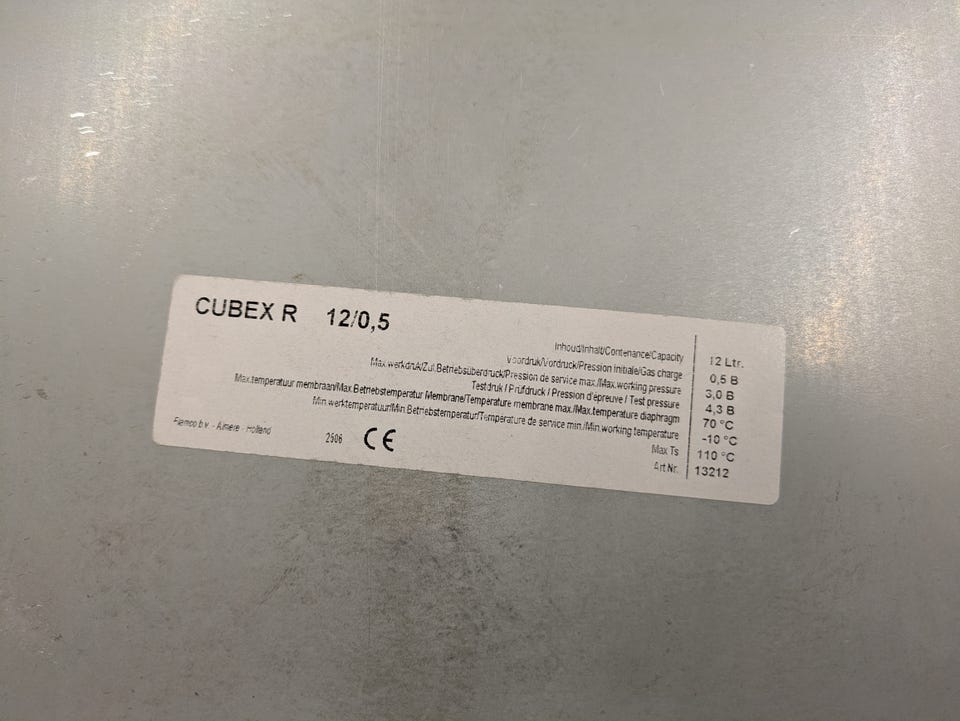 CUBEX R 12/0,5
Inhoud/Inhalt/Contenance/Capacity 12 Ltr.
Voordruk/Vordruck/Pression initiale/Gas charge 0,5 B
Max.werkdruk/Zul.Betriebsüberdruck/Pression de service max./Max.working pressure 3,0 B
Testdruk / Prüfdruck / Pression d'épreuve / Test pressure 4,3 B
Max.temperatuur membraan/Max.Betriebstemperatur Membrane/Temperature membrane max./Max.temperature diaphragm 70 °C
Min.werktemperatuur/Min.Betriebstemperatur/Température de service min./Min.working temperature -10 °C
Max Ts 110 °C
Art.Nr. 13212
Flamco b.v. - Almere - Holland 2506 CE